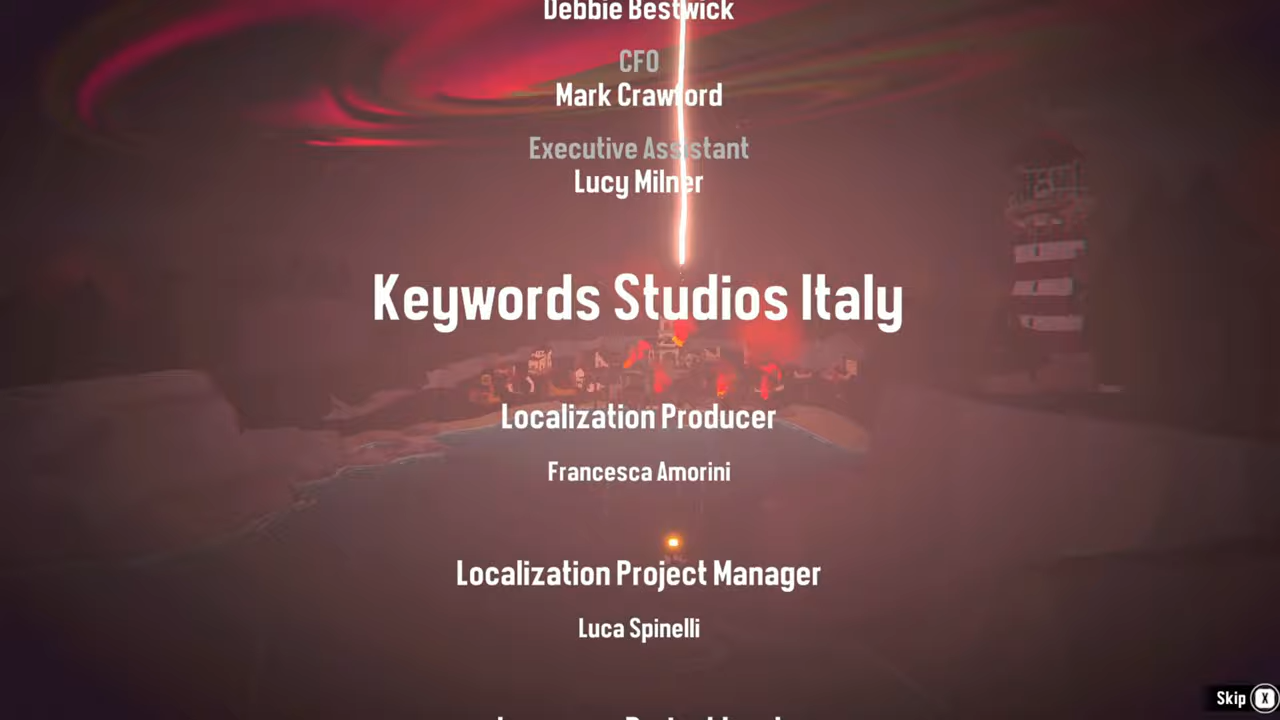 Debbie Bestwick
CFO
Mark Crawford
Executive Assistant
Lucy Milner
Keywords Studios Italy
Localization Producer
Francesca Amorini
Localization Project Manager
Luca Spinelli
Skip X